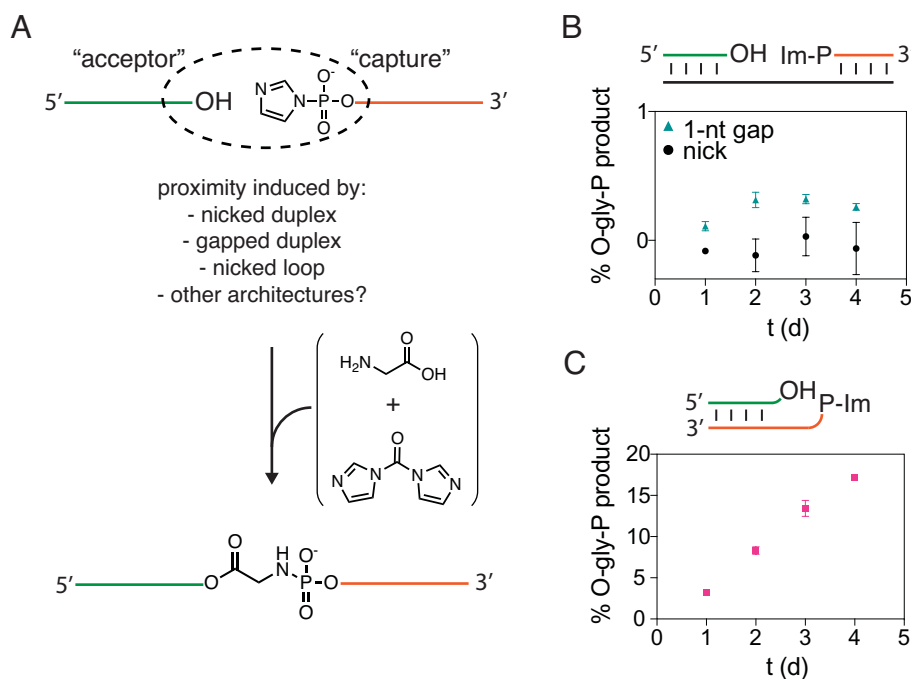 A
“acceptor”
“capture”
5′
OH
N
N
P
O⁻
O
O
3′
proximity induced by:
- nicked duplex
- gapped duplex
- nicked loop
- other architectures?
H₂N
O
OH
+
N
N
O
N
N
5′
O
O
H
N
P
O⁻
O
O
3′
B
5′
OH
Im-P
3′
% O-gly-P product
1
0
1-nt gap
nick
0 1 2 3 4 5
t (d)
C
5′
OH
P-Im
3′
% O-gly-P product
20
15
10
5
0
0 1 2 3 4 5
t (d)